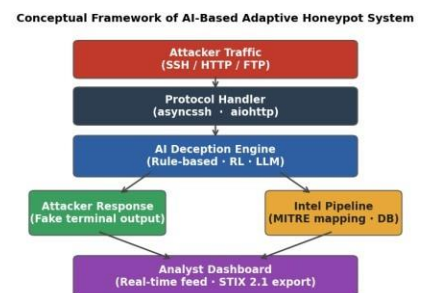 Conceptual Framework of AI-Based Adaptive Honeypot System
Attacker Traffic
(SSH / HTTP / FTP)
Protocol Handler
(asyncssh · aiohttp)
AI Deception Engine
(Rule-based · RL · LLM)
Attacker Response
(Fake terminal output)
Intel Pipeline
(MITRE mapping · DB)
Analyst Dashboard
(Real-time feed · STIX 2.1 export)